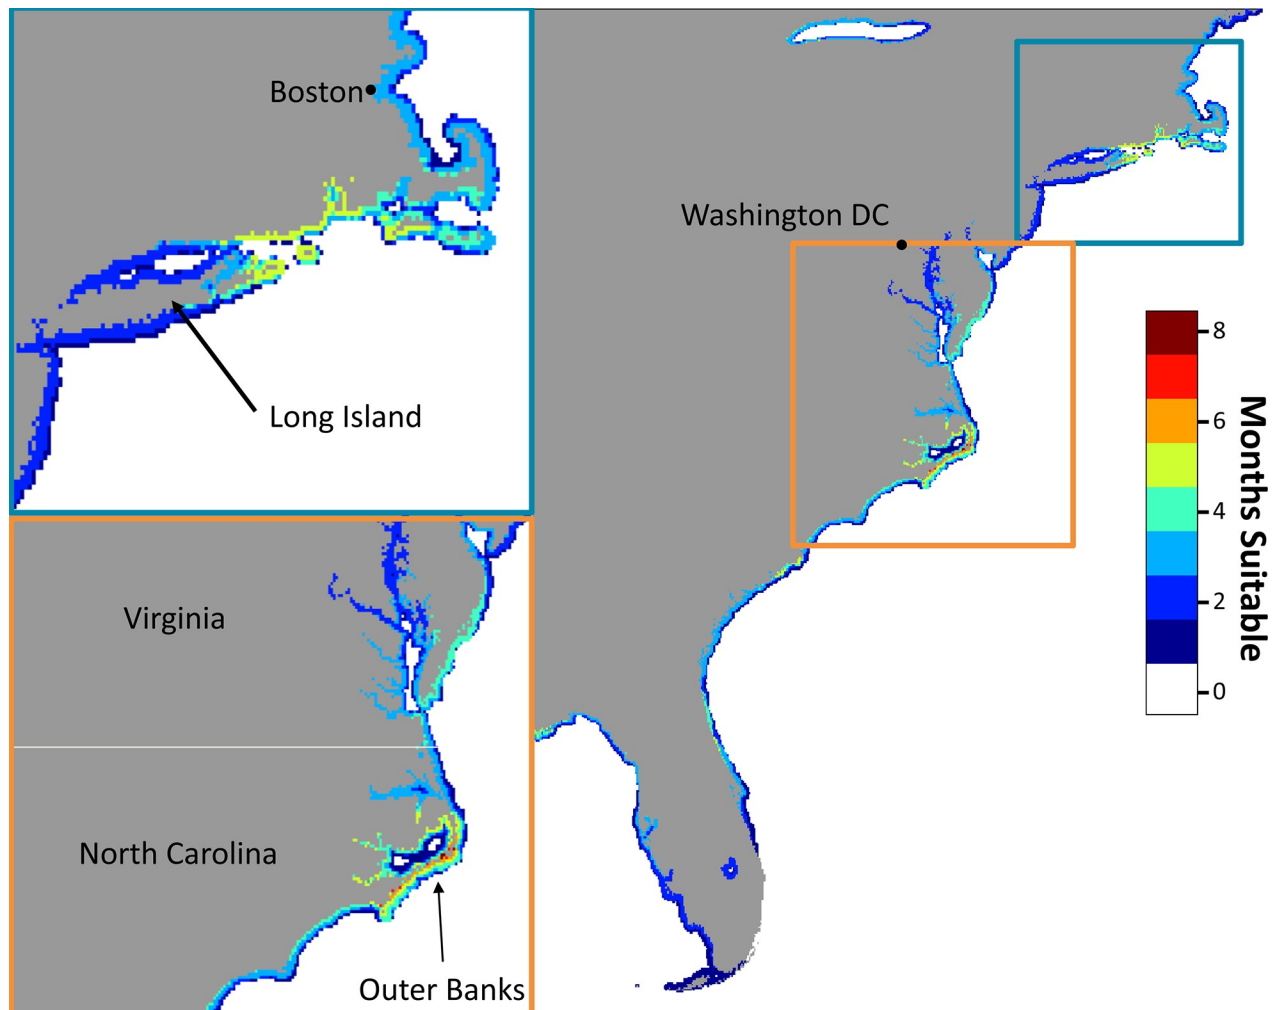 Boston
Long Island
Washington DC
Virginia
North Carolina
Outer Banks
8
6
4
2
0
Months Suitable